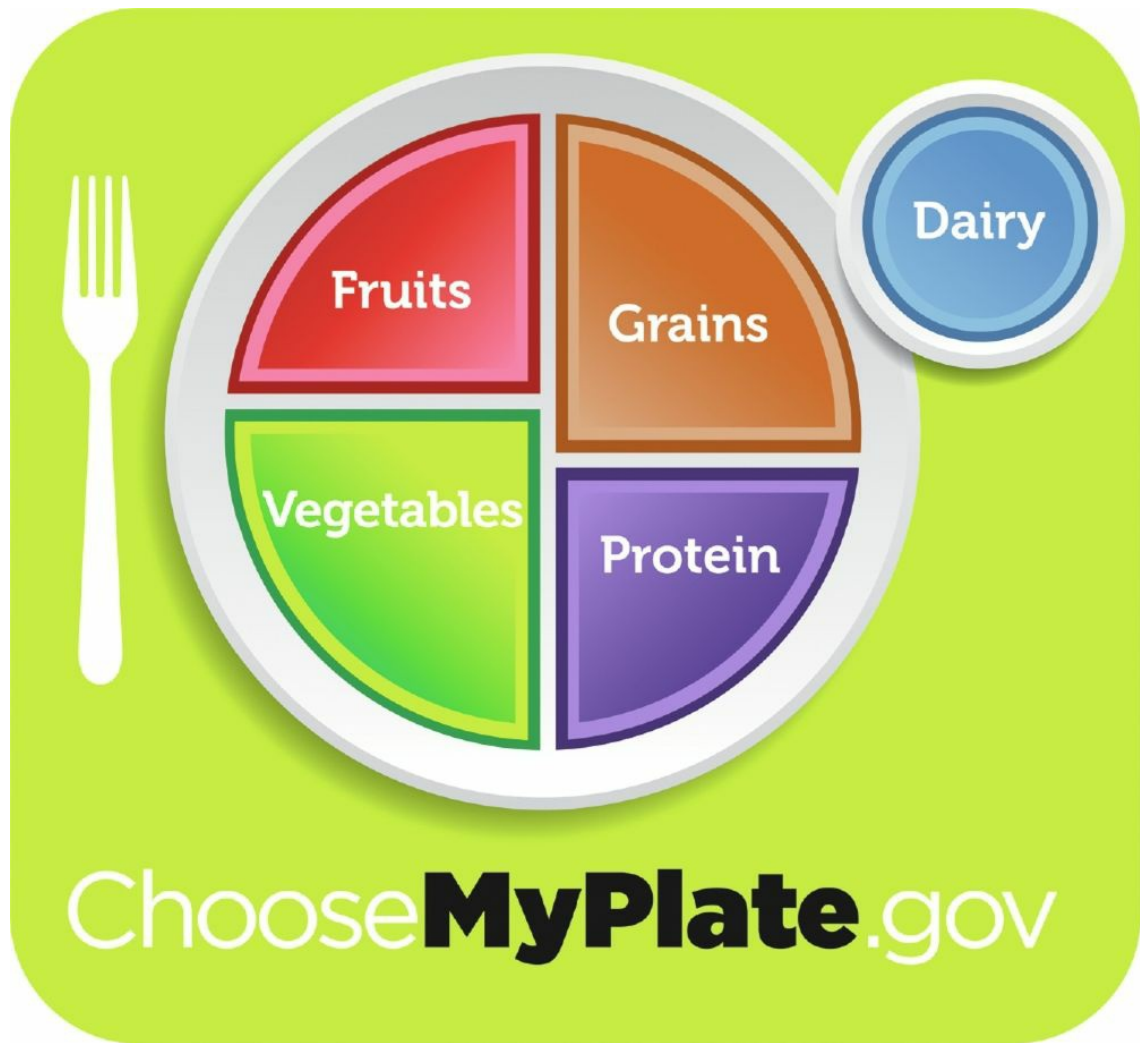 Dairy
Fruits
Grains
Vegetables
Protein
ChooseMyPlate.gov